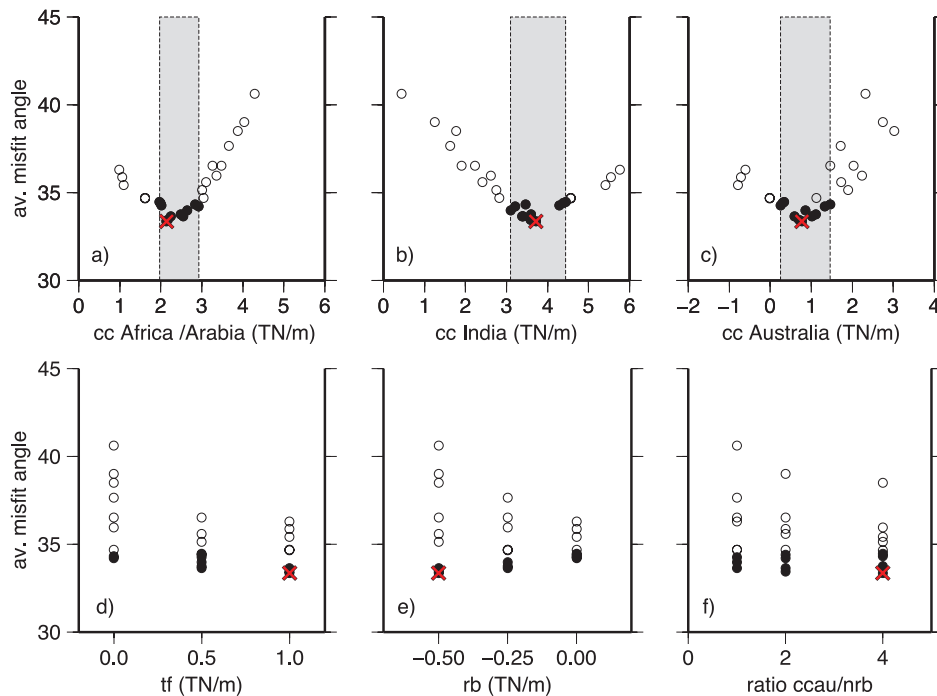 45
40
35
30
av. misfit angle
a)
0 1 2 3 4 5 6
cc Africa /Arabia (TN/m)
b)
0 1 2 3 4 5 6
cc India (TN/m)
c)
−2 −1 0 1 2 3 4
cc Australia (TN/m)
45
40
35
30
av. misfit angle
d)
0.0 0.5 1.0
tf (TN/m)
e)
−0.50 −0.25 0.00
rb (TN/m)
f)
0 2 4
ratio ccau/nrb